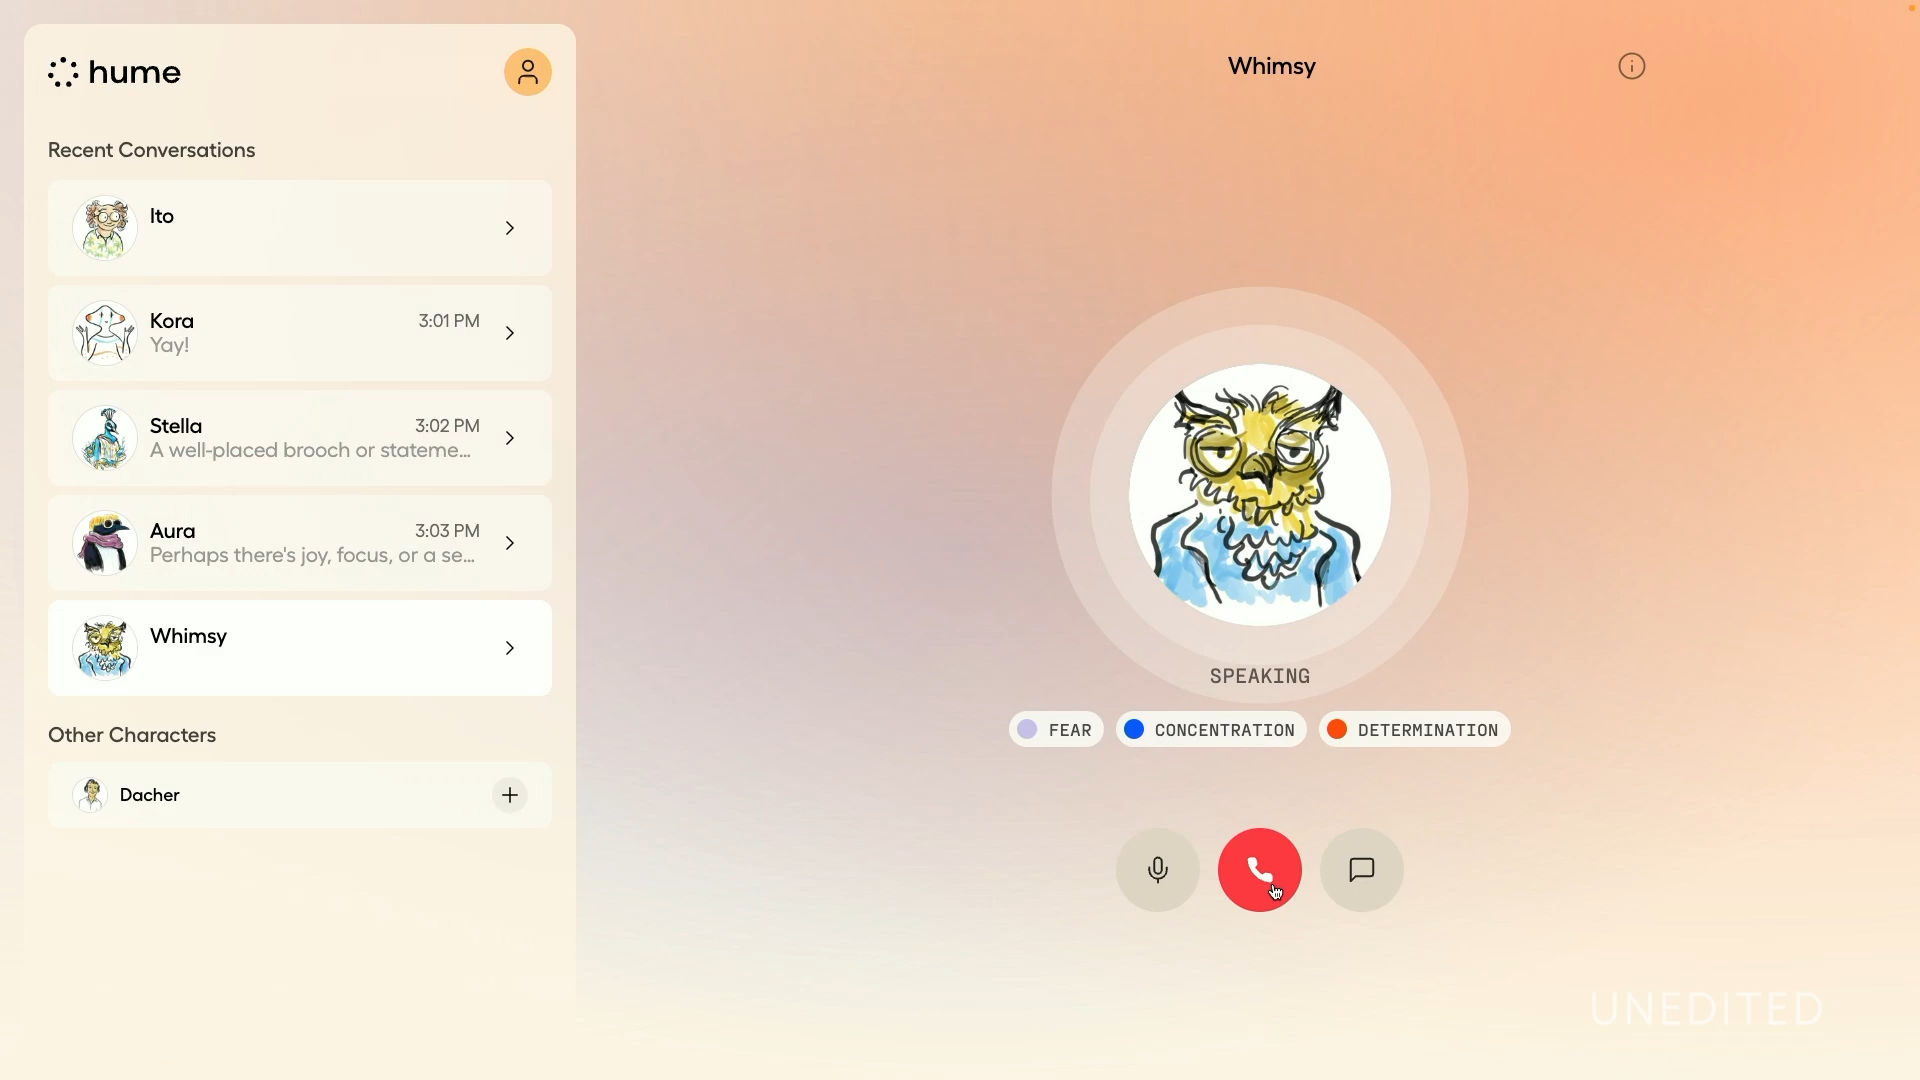 hume
Recent Conversations
Ito
Kora
3:01 PM
Yay!
Stella
3:02 PM
A well-placed brooch or stateme...
Aura
3:03 PM
Perhaps there's joy, focus, or a se...
Whimsy
Other Characters
Dacher
Whimsy
SPEAKING
FEAR
CONCENTRATION
DETERMINATION
UNEDITED